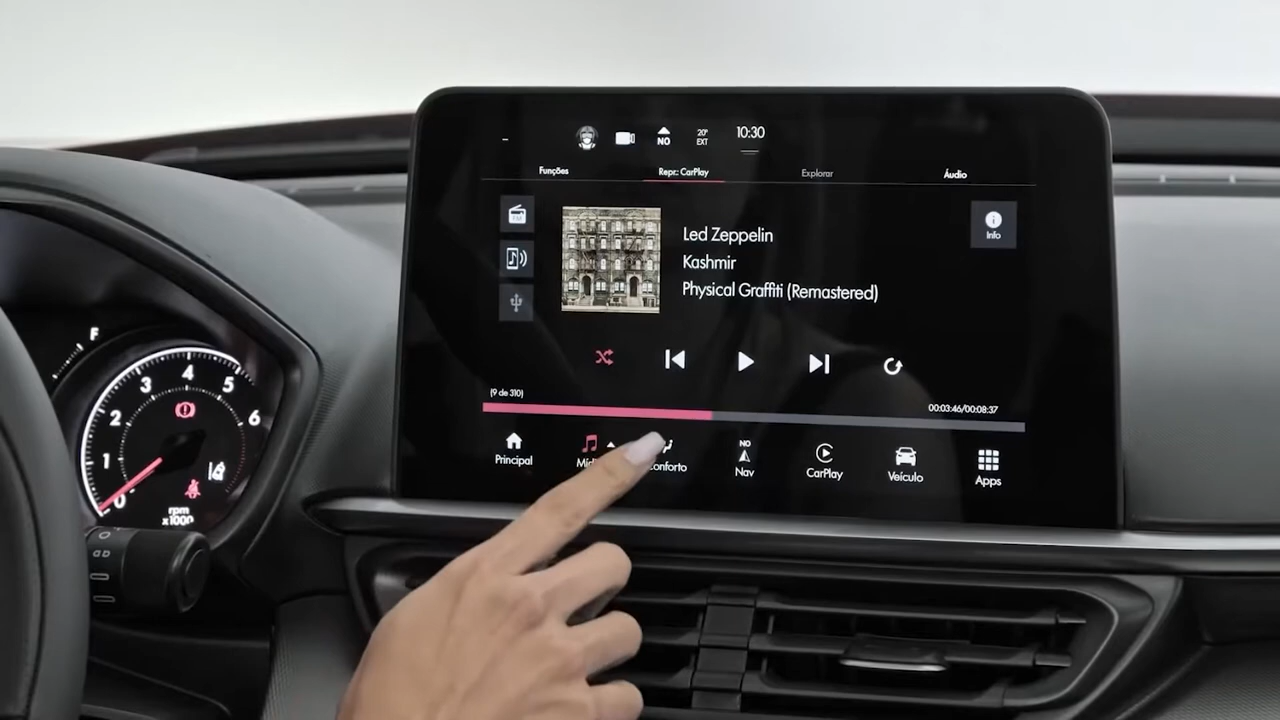 NO
20°
EXT
10:30
Funções
Repr.: CarPlay
Explorar
Áudio
FM
Led Zeppelin
Kashmir
Physical Graffiti (Remastered)
Info
(9 de 310)
00:03:46/00:08:37
Principal
NO
Nav
CarPlay
Veículo
Apps
F
0
1
2
3
4
5
6
rpm
x1000